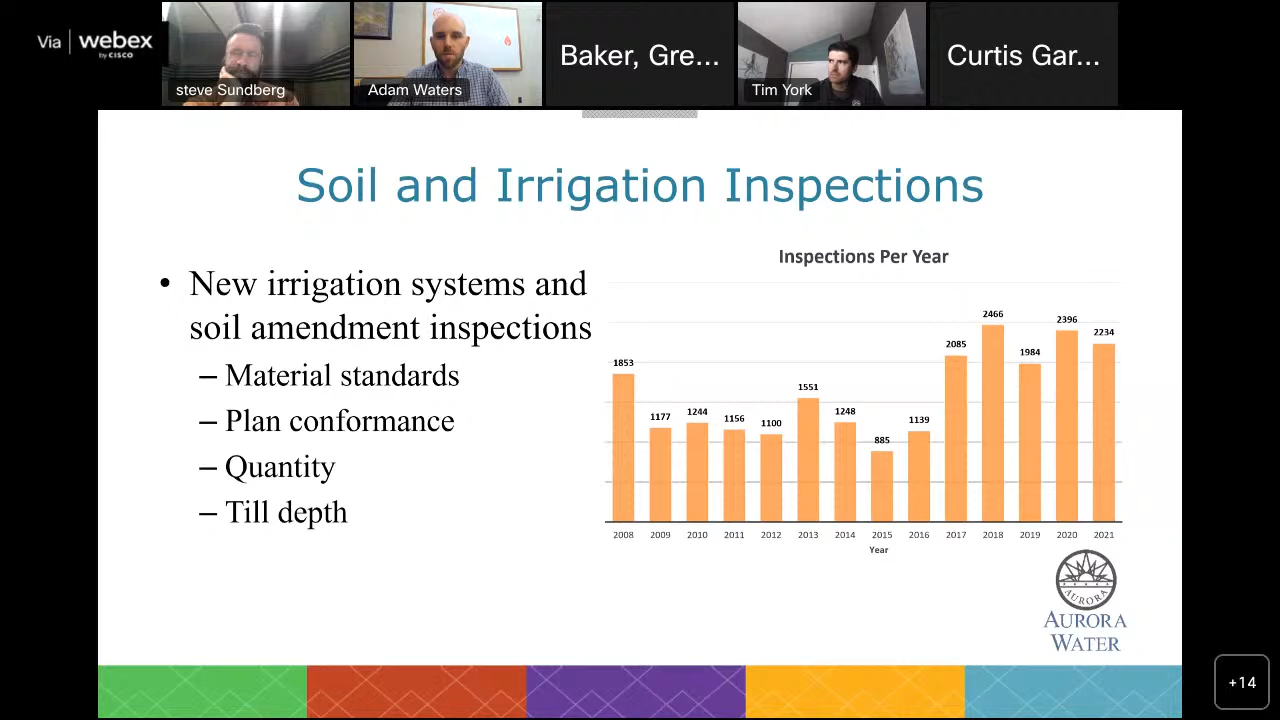 Via webex
by CISCO
steve Sundberg
Adam Waters
Baker, Gre...
Tim York
Curtis Gar...
Soil and Irrigation Inspections
• New irrigation systems and
soil amendment inspections
– Material standards
– Plan conformance
– Quantity
– Till depth
Inspections Per Year
1853 1177 1244 1156 1100 1551 1248 885 1139 2085 2466 1984 2396 2234
2008 2009 2010 2011 2012 2013 2014 2015 2016 2017 2018 2019 2020 2021
Year
AURORA
AURORA
WATER
+14